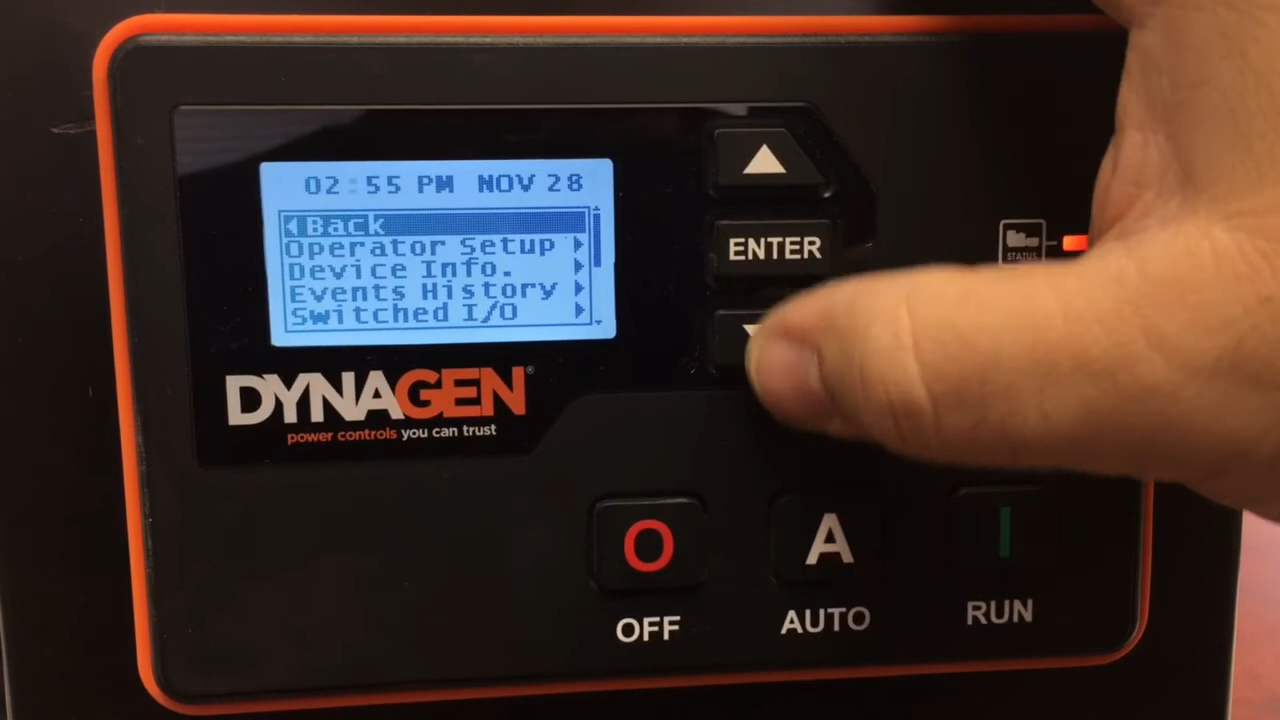 02:55 PM NOV 28
Back
Operator Setup
Device Info.
Events History
Switched I/O
DYNAGEN®
power controls you can trust
ENTER
STATUS
O
A
I
OFF
AUTO
RUN